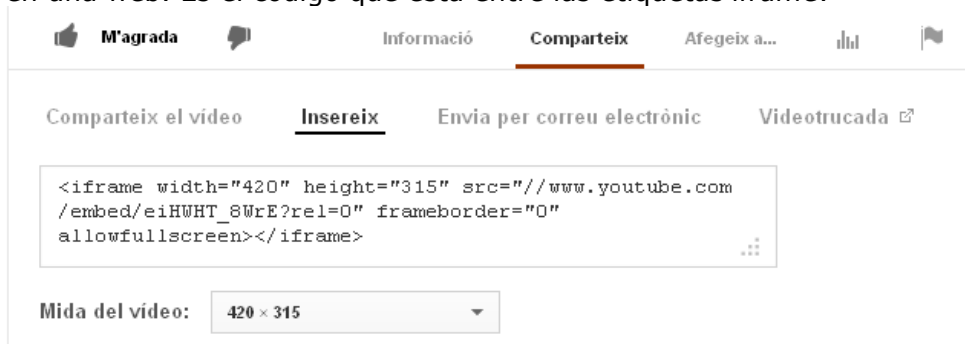 en una web. Es el código que está entre las etiquetas iframe.
M'agrada Informació Comparteix Afegeix a...
Comparteix el vídeo Insereix Envia per correu electrònic Videotrucada
<iframe width="420" height="315" src="//www.youtube.com
/embed/eiHWHT_8WrE?rel=0" frameborder="0"
allowfullscreen></iframe>
Mida del vídeo: 420 × 315